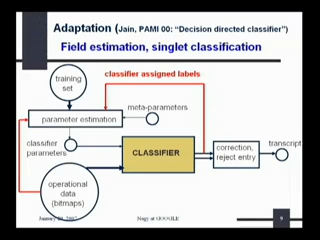 Adaptation (Jain, PAMI 00: "Decision directed classifier")
Field estimation, singlet classification
classifier assigned labels
training
set
meta-parameters
parameter estimation
classifier
parameters
CLASSIFIER
correction,
reject entry
transcript
operational
data
(bitmaps)
Nagy at GOOGLE
9